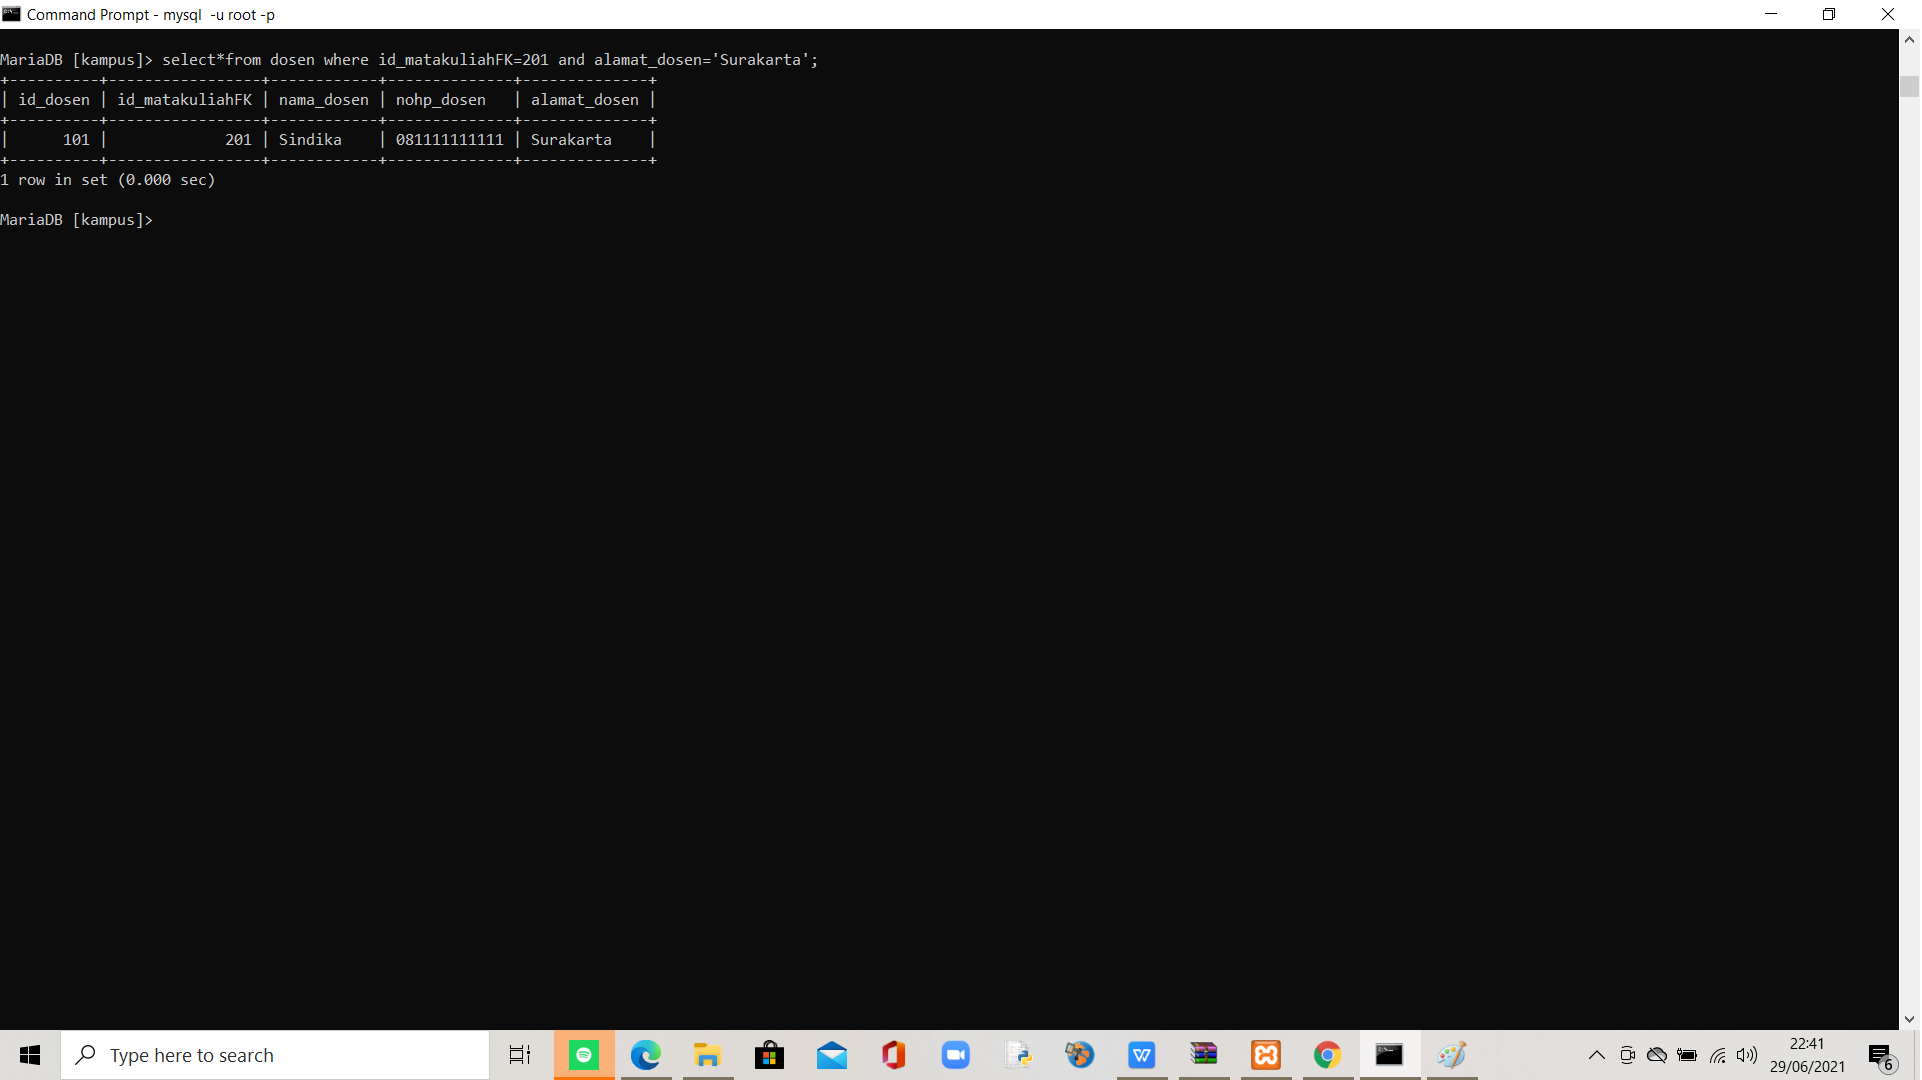 Command Prompt - mysql  -u root -p
MariaDB [kampus]> select*from dosen where id_matakuliahFK=201 and alamat_dosen='Surakarta';
+----------+-----------------+------------+--------------+--------------+
| id_dosen | id_matakuliahFK | nama_dosen | nohp_dosen   | alamat_dosen |
+----------+-----------------+------------+--------------+--------------+
|      101 |             201 | Sindika    | 081111111111 | Surakarta    |
+----------+-----------------+------------+--------------+--------------+
1 row in set (0.000 sec)
MariaDB [kampus]>
Type here to search
22:41
29/06/2021
6